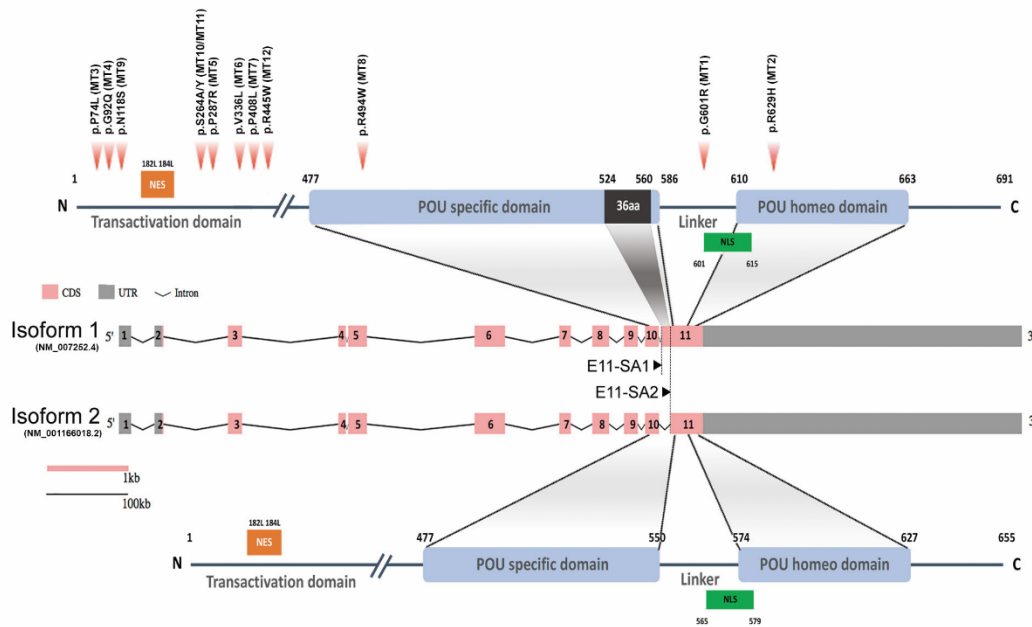 p.P74L (MT3)
p.G92Q (MT4)
p.N118S (MT9)
p.S264A/Y (MT10/MT11)
p.P287R (MT5)
p.V336L (MT6)
p.P408L (MT7)
p.R445W (MT12)
p.R494W (MT8)
p.G601R (MT1)
p.R629H (MT2)
1 182L 184L 477 524 560 586 610 663 691
NES
N POU specific domain 36aa POU homeo domain C
Transactivation domain Linker
NLS
601 615
CDS UTR Intron
Isoform 1 5' 1 2 3 4 5 6 7 8 9 10 11 3
(NM_007252.4)
E11-SA1
E11-SA2
Isoform 2 5' 1 2 3 4 5 6 7 8 9 10 11 3
(NM_001166018.2)
1kb
100kb
1 182L 184L 477 550 574 627 655
NES
N POU specific domain POU homeo domain C
Transactivation domain Linker
NLS
565 579